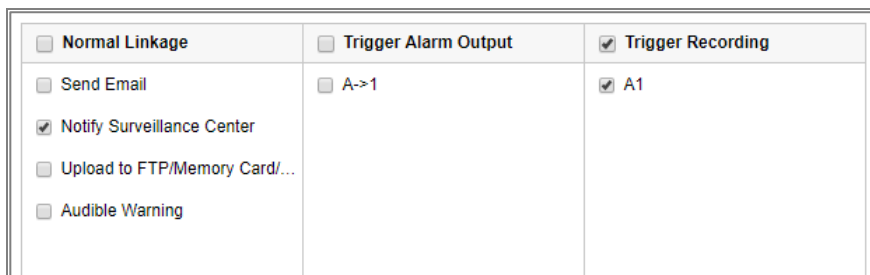 Normal Linkage
Trigger Alarm Output
Trigger Recording
Send Email
A->1
A1
Notify Surveillance Center
Upload to FTP/Memory Card/...
Audible Warning